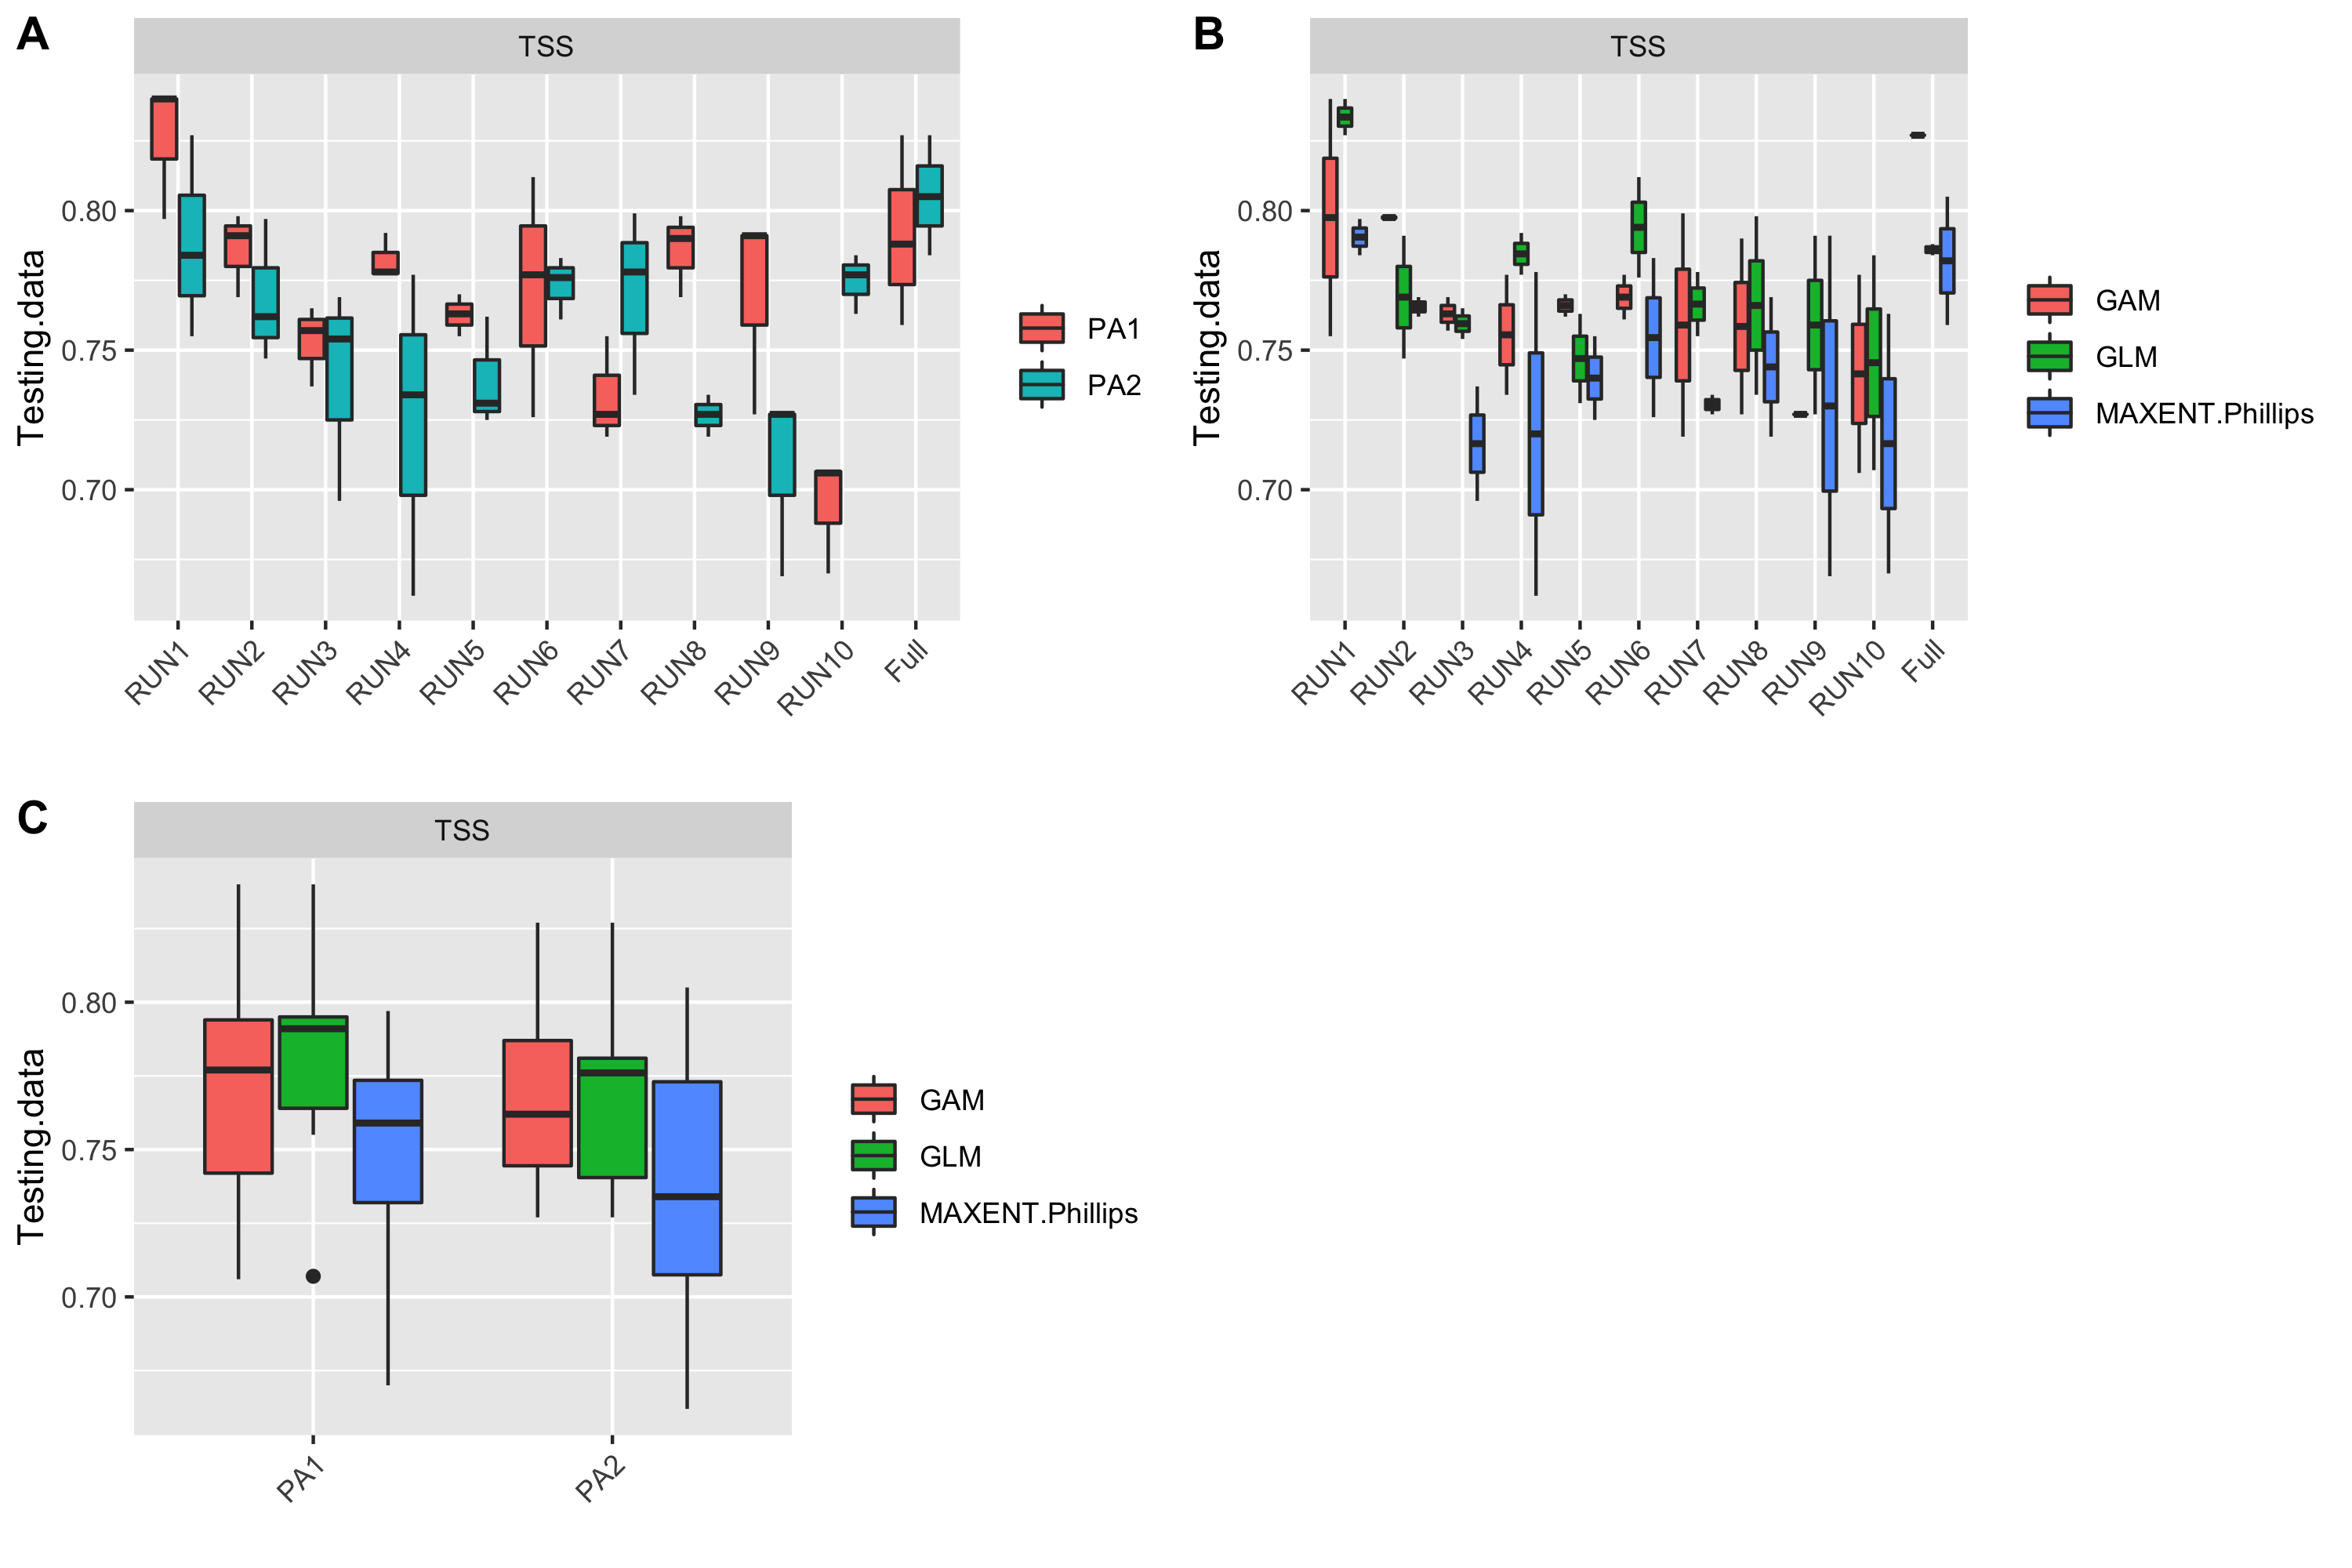 A
TSS
Testing.data
0.80
0.75
0.70
RUN1
RUN2
RUN3
RUN4
RUN5
RUN6
RUN7
RUN8
RUN9
RUN10
Full
PA1
PA2
B
TSS
Testing.data
0.80
0.75
0.70
RUN1
RUN2
RUN3
RUN4
RUN5
RUN6
RUN7
RUN8
RUN9
RUN10
Full
GAM
GLM
MAXENT.Phillips
C
TSS
Testing.data
0.80
0.75
0.70
PA1
PA2
GAM
GLM
MAXENT.Phillips